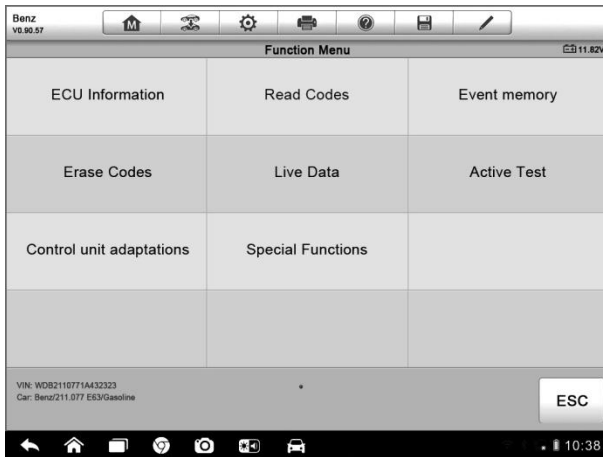 Benz
V0.90.57
M
?
Function Menu
11.82V
ECU Information
Read Codes
Event memory
Erase Codes
Live Data
Active Test
Control unit adaptations
Special Functions
VIN: WDB2110771A432323
Car: Benz/211.077 E63/Gasoline
ESC
10:38